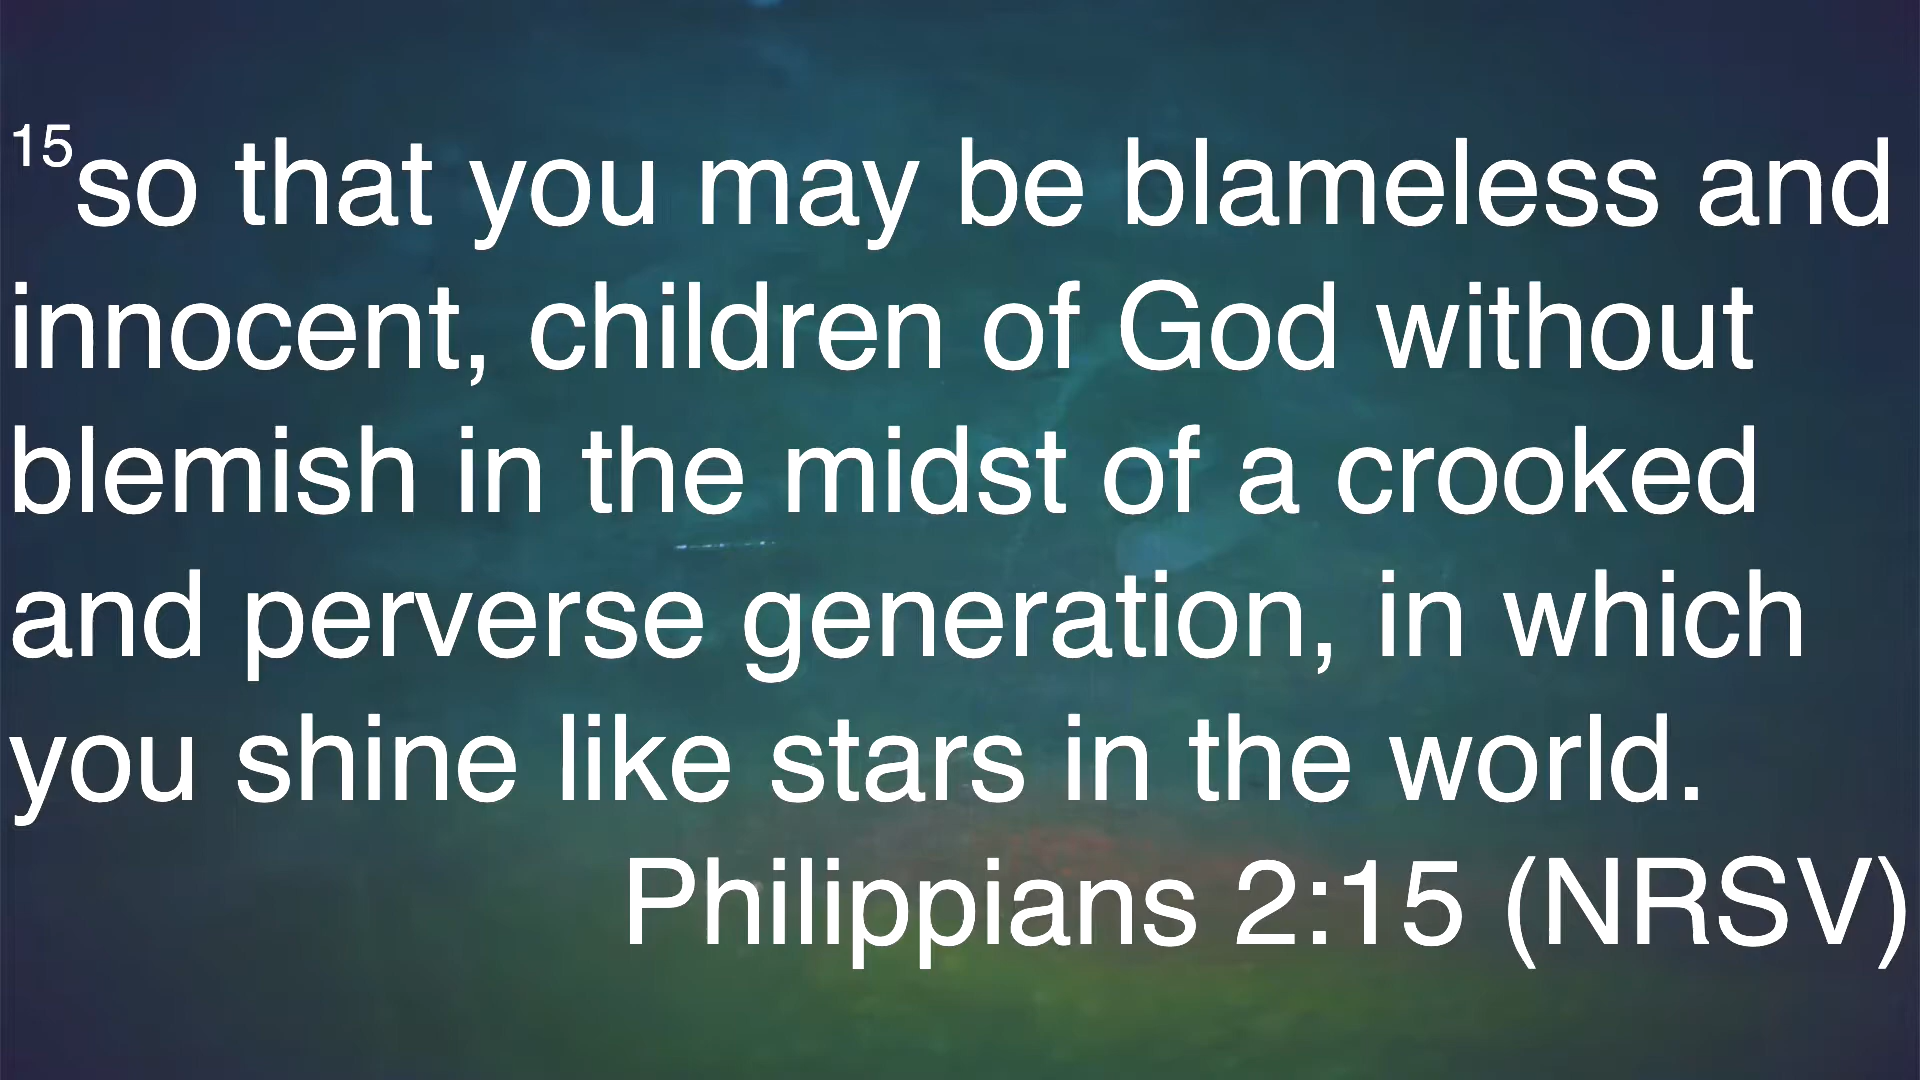 15so that you may be blameless and
innocent, children of God without
blemish in the midst of a crooked
and perverse generation, in which
you shine like stars in the world.
Philippians 2:15 (NRSV)